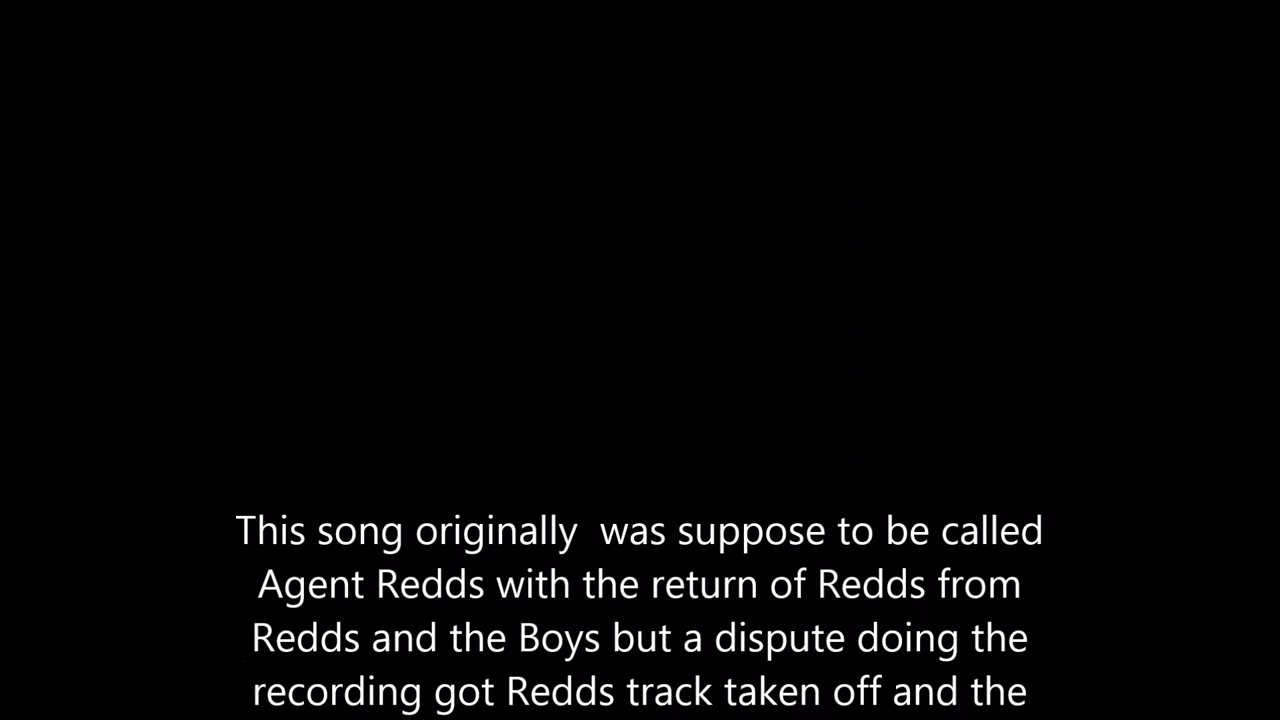 This song originally  was suppose to be called
Agent Redds with the return of Redds from
Redds and the Boys but a dispute doing the
recording got Redds track taken off and the